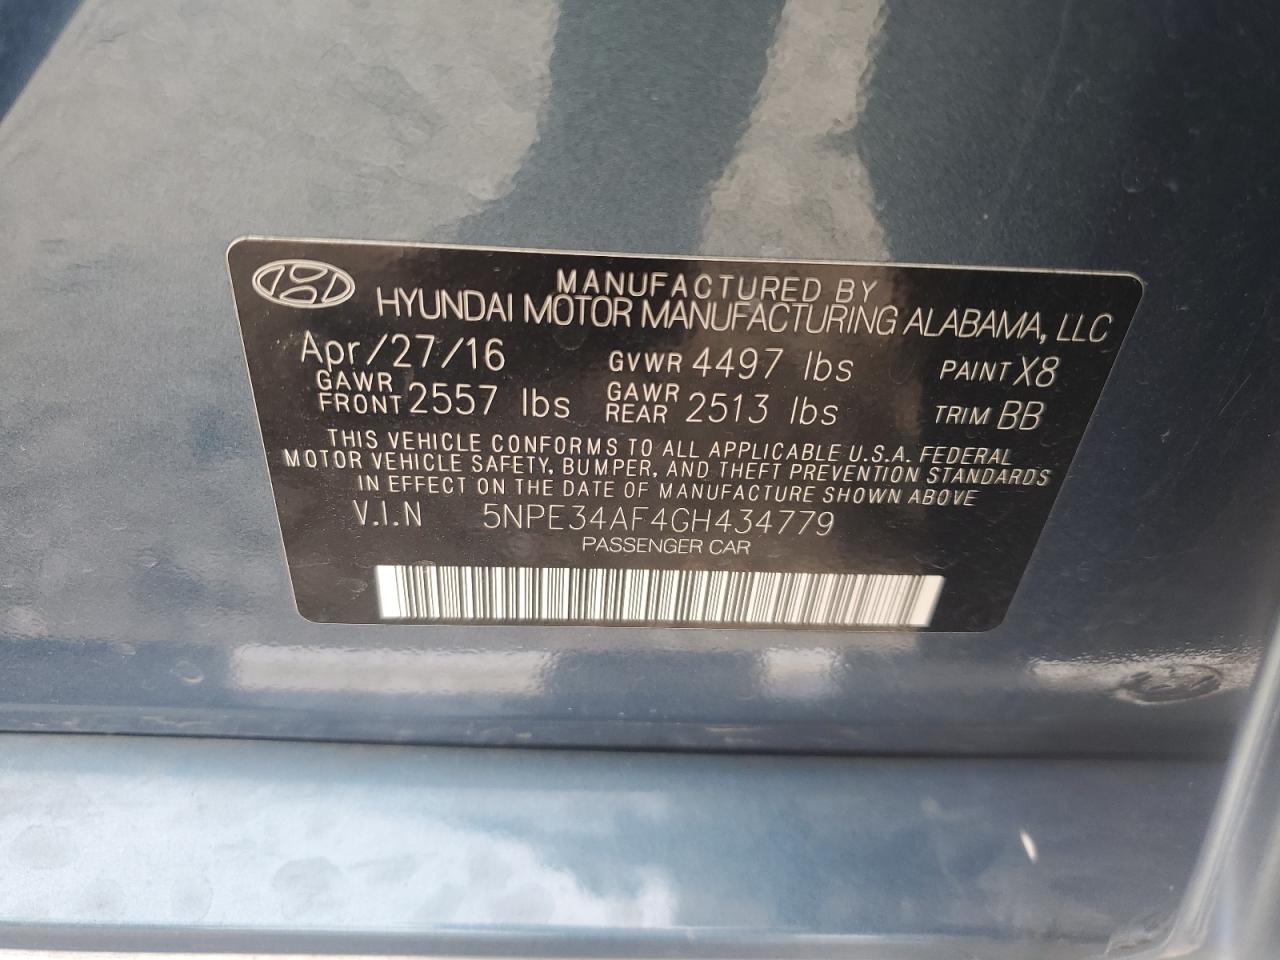 MANUFACTURED BY
HYUNDAI MOTOR MANUFACTURING ALABAMA, LLC
Apr/27/16 GVWR 4497 lbs PAINT X8
GAWR FRONT 2557 lbs GAWR REAR 2513 lbs TRIM BB
THIS VEHICLE CONFORMS TO ALL APPLICABLE U.S.A. FEDERAL
MOTOR VEHICLE SAFETY, BUMPER, AND THEFT PREVENTION STANDARDS
IN EFFECT ON THE DATE OF MANUFACTURE SHOWN ABOVE
V.I.N 5NPE34AF4GH434779
PASSENGER CAR